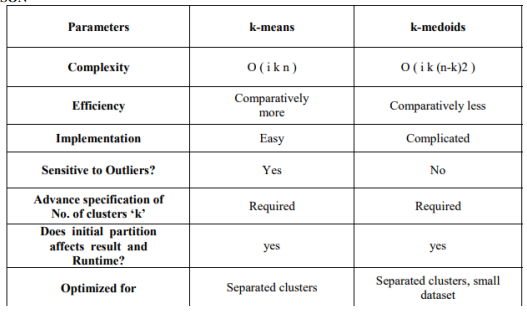 SON
Parameters k-means k-medoids
Complexity O ( i k n ) O ( i k (n-k)2 )
Efficiency Comparatively more Comparatively less
Implementation Easy Complicated
Sensitive to Outliers? Yes No
Advance specification of
No. of clusters ‘k’ Required Required
Does initial partition
affects result and
Runtime? yes yes
Optimized for Separated clusters Separated clusters, small
dataset